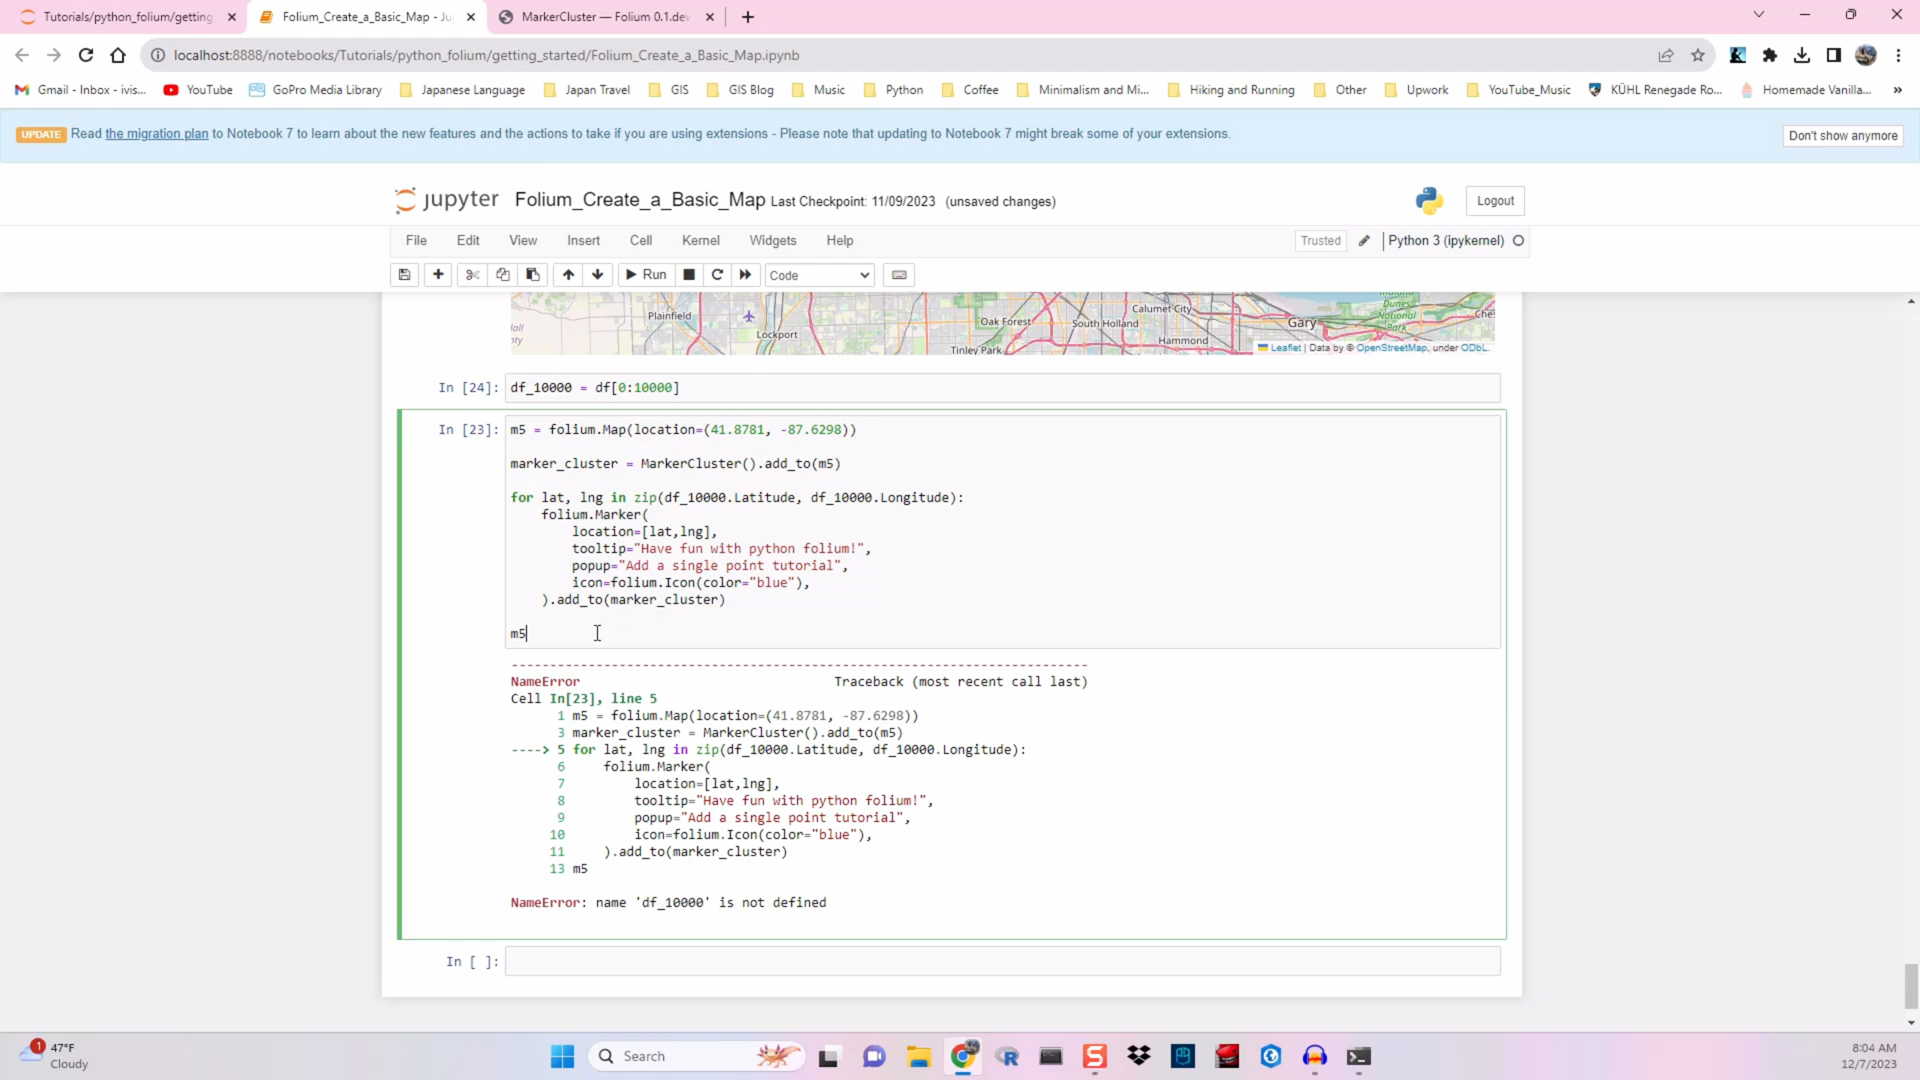 Tutorials/python_folium/getting
Folium_Create_a_Basic_Map - Ju
MarkerCluster — Folium 0.1.dev
localhost:8888/notebooks/Tutorials/python_folium/getting_started/Folium_Create_a_Basic_Map.ipynb
Gmail - Inbox - ivis... YouTube GoPro Media Library Japanese Language Japan Travel GIS GIS Blog Music Python Coffee Minimalism and Mi... Hiking and Running Other Upwork YouTube_Music KÜHL Renegade Ro... Homemade Vanilla... »
UPDATE Read the migration plan to Notebook 7 to learn about the new features and the actions to take if you are using extensions - Please note that updating to Notebook 7 might break some of your extensions.
Don't show anymore
jupyter Folium_Create_a_Basic_Map Last Checkpoint: 11/09/2023 (unsaved changes)
Logout
File Edit View Insert Cell Kernel Widgets Help
Trusted Python 3 (ipykernel)
Run Code
Plainfield
Lockport
Oak Forest
Tinley Park
South Holland
Calumet City
Hammond
Gary
Dunes
National
Park
Leaflet | Data by © OpenStreetMap, under ODbL.
In [24]: df_10000 = df[0:10000]
In [23]: m5 = folium.Map(location=(41.8781, -87.6298))
marker_cluster = MarkerCluster().add_to(m5)
for lat, lng in zip(df_10000.Latitude, df_10000.Longitude):
folium.Marker(
location=[lat,lng],
tooltip="Have fun with python folium!",
popup="Add a single point tutorial",
icon=folium.Icon(color="blue"),
).add_to(marker_cluster)
m5
---------------------------------------------------------------------------
NameError Traceback (most recent call last)
Cell In[23], line 5
1 m5 = folium.Map(location=(41.8781, -87.6298))
3 marker_cluster = MarkerCluster().add_to(m5)
----> 5 for lat, lng in zip(df_10000.Latitude, df_10000.Longitude):
6 folium.Marker(
7 location=[lat,lng],
8 tooltip="Have fun with python folium!",
9 popup="Add a single point tutorial",
10 icon=folium.Icon(color="blue"),
11 ).add_to(marker_cluster)
13 m5
NameError: name 'df_10000' is not defined
In [ ]:
1
47°F
Cloudy
Search
8:04 AM
12/7/2023